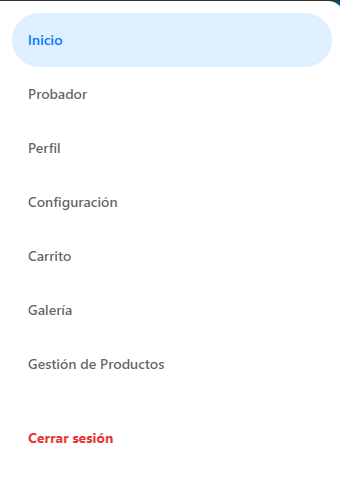 Inicio
Probador
Perfil
Configuración
Carrito
Galería
Gestión de Productos
Cerrar sesión